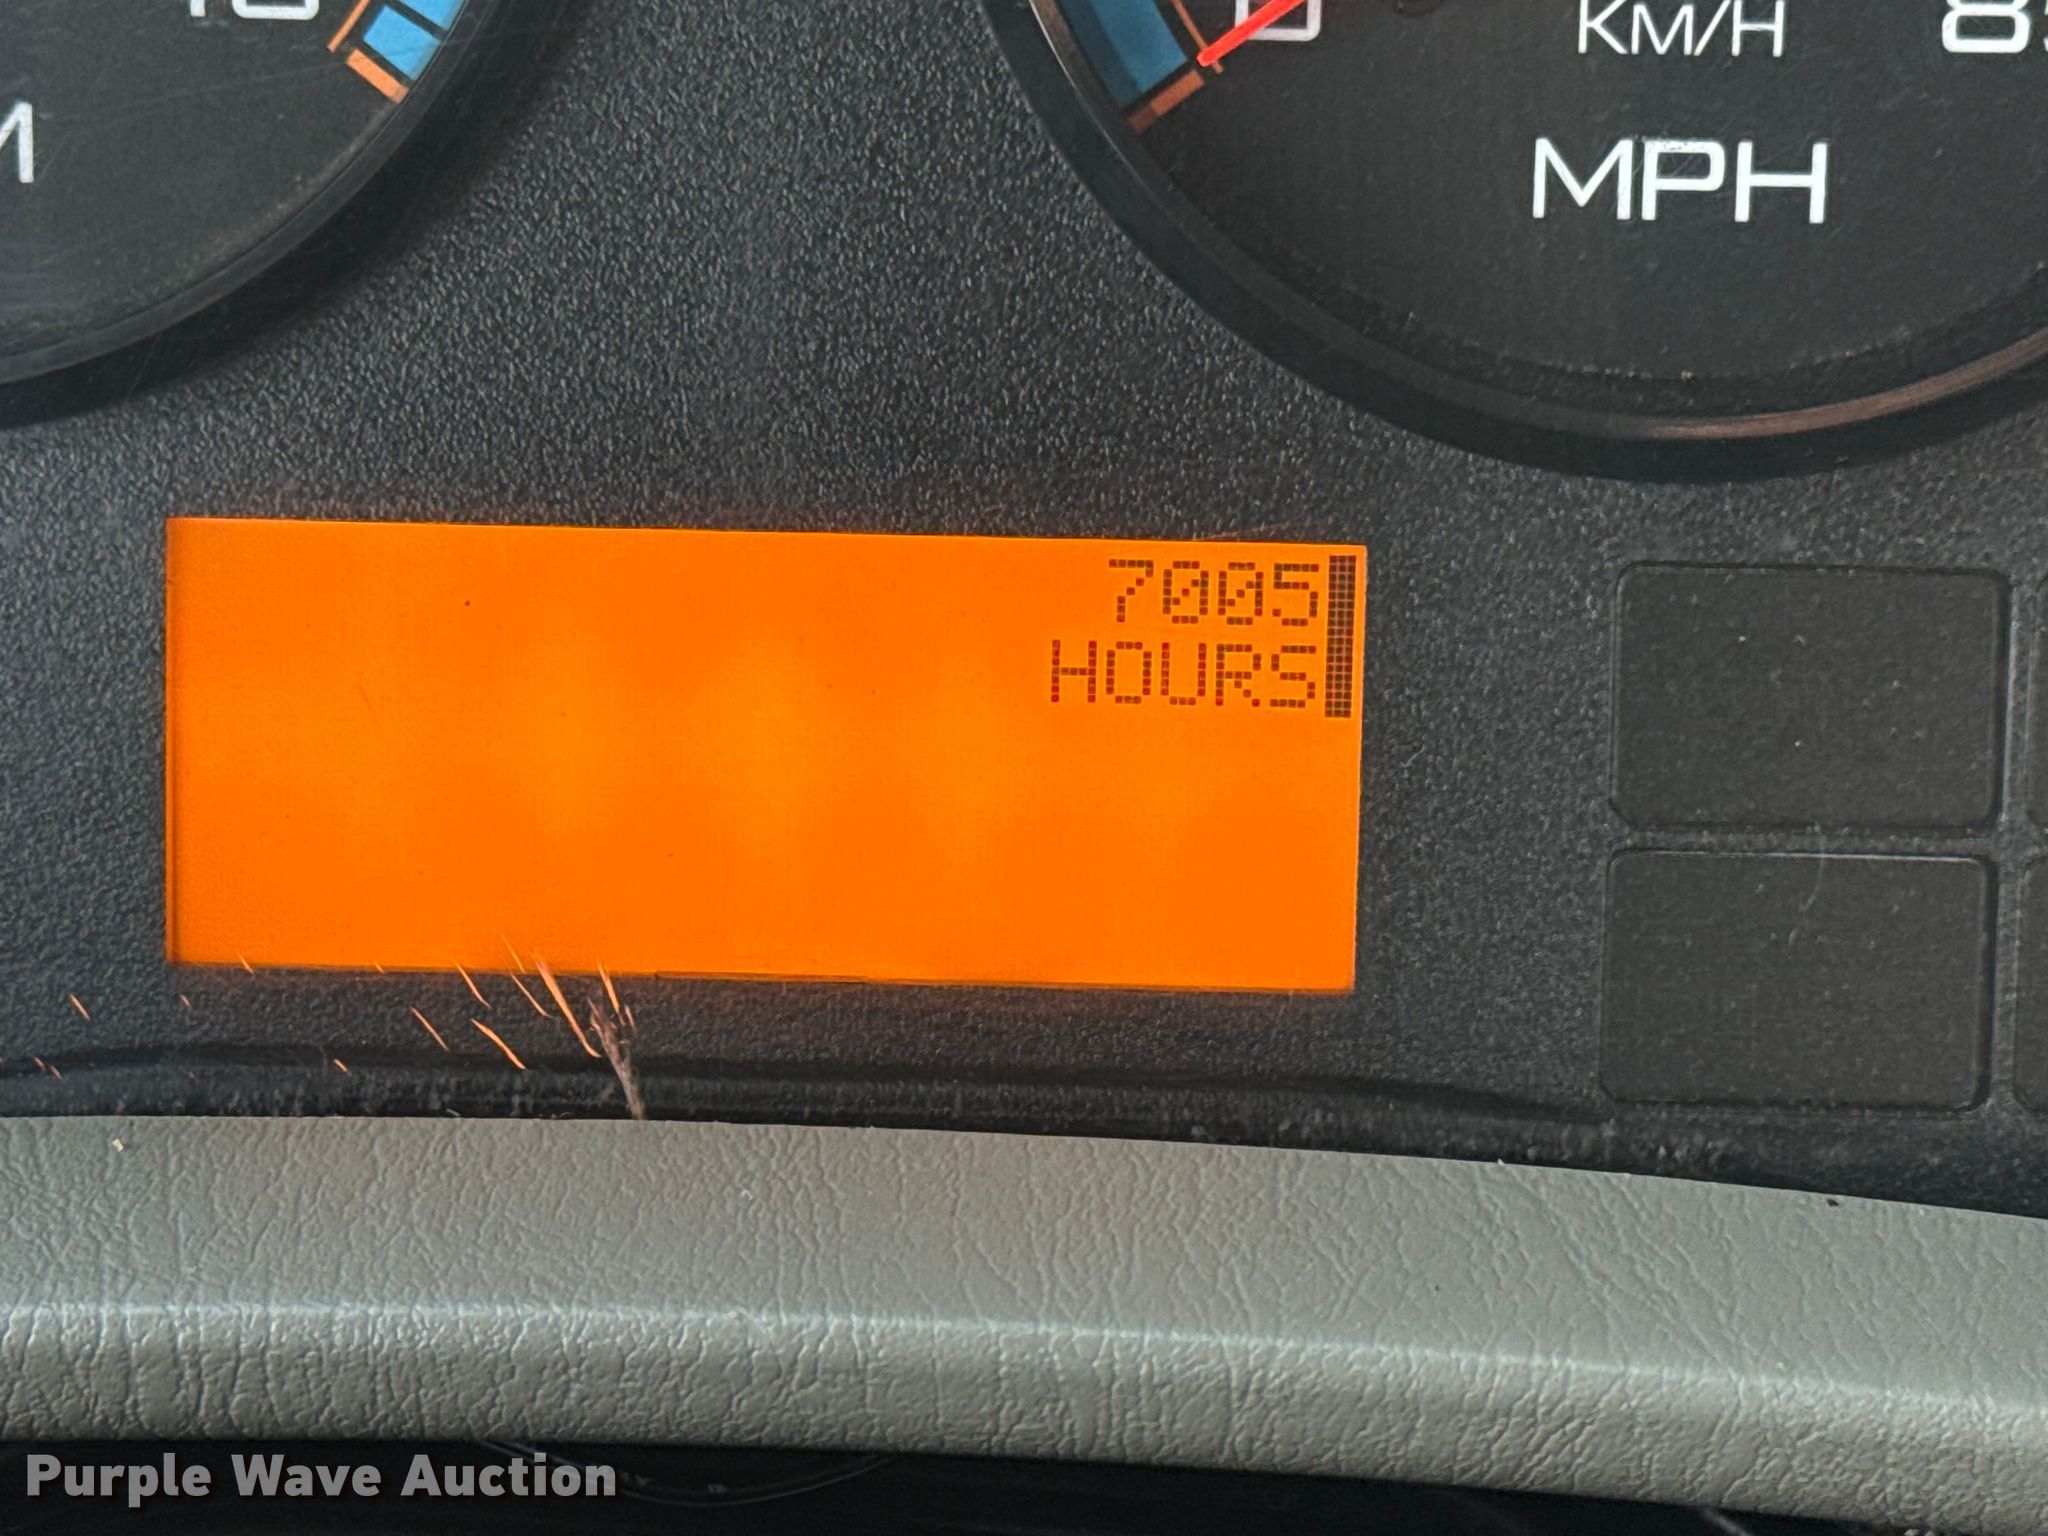 KM/H
MPH
7005
HOURS
Purple Wave Auction